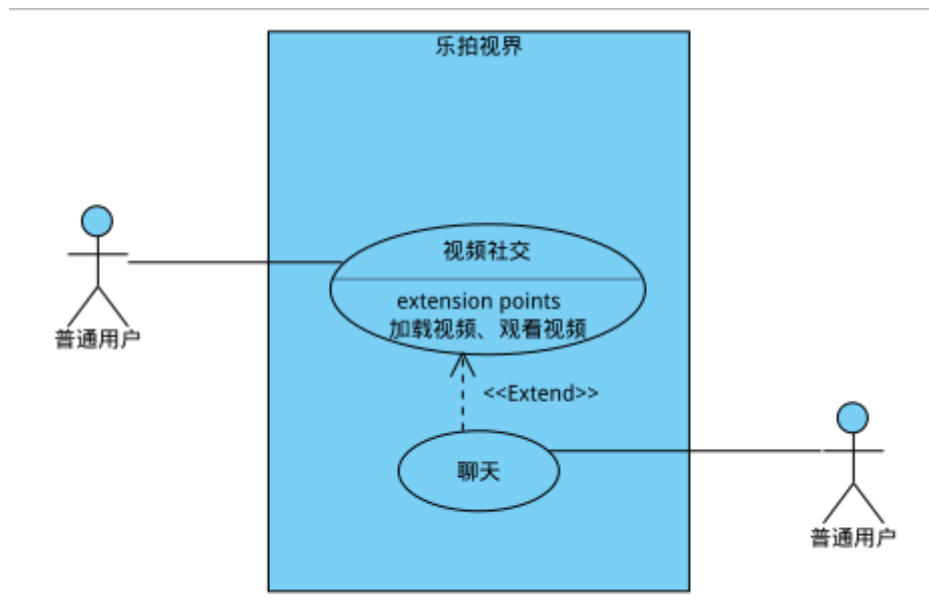 乐拍视界
视频社交
extension points
加载视频、观看视频
普通用户
<<Extend>>
聊天
普通用户